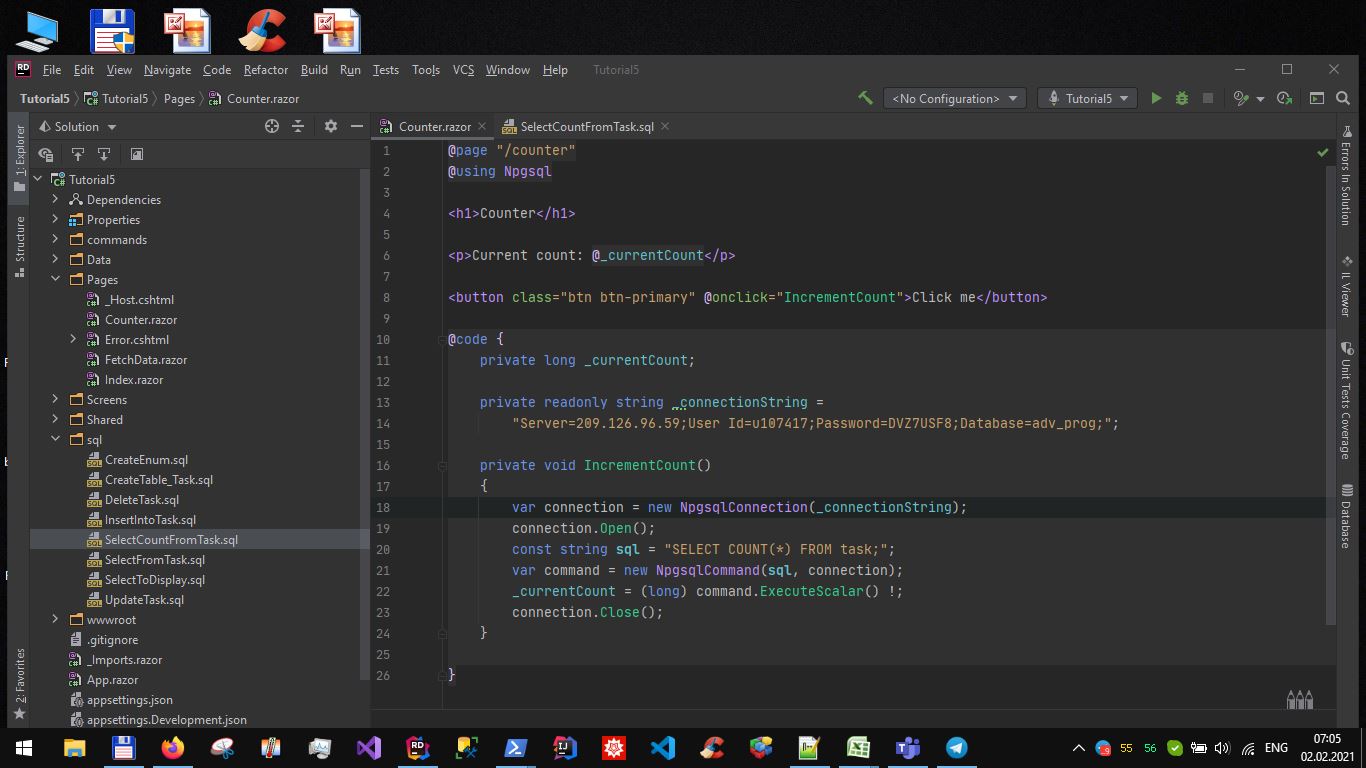 RD File Edit View Navigate Code Refactor Build Run Tests Tools VCS Window Help Tutorial5
Tutorial5 Tutorial5 Pages Counter.razor <No Configuration> Tutorial5
1: Explorer
Structure
2: Favorites
Solution
Tutorial5
Dependencies
Properties
commands
Data
Pages
_Host.cshtml
Counter.razor
Error.cshtml
FetchData.razor
Index.razor
Screens
Shared
sql
CreateEnum.sql
CreateTable_Task.sql
DeleteTask.sql
InsertIntoTask.sql
SelectCountFromTask.sql
SelectFromTask.sql
SelectToDisplay.sql
UpdateTask.sql
wwwroot
.gitignore
_Imports.razor
App.razor
appsettings.json
appsettings.Development.json
Counter.razor SelectCountFromTask.sql
1 @page "/counter"
2 @using Npgsql
3
4 <h1>Counter</h1>
5
6 <p>Current count: @_currentCount</p>
7
8 <button class="btn btn-primary" @onclick="IncrementCount">Click me</button>
9
10 @code {
11 private long _currentCount;
12
13 private readonly string _connectionString =
14 "Server=209.126.96.59;User Id=u107417;Password=DVZ7USF8;Database=adv_prog;";
15
16 private void IncrementCount()
17 {
18 var connection = new NpgsqlConnection(_connectionString);
19 connection.Open();
20 const string sql = "SELECT COUNT(*) FROM task;";
21 var command = new NpgsqlCommand(sql, connection);
22 _currentCount = (long) command.ExecuteScalar() !;
23 connection.Close();
24 }
25
26 }
Errors In Solution
IL Viewer
Unit Tests Coverage
Database
55 56 ENG 07:05
02.02.2021